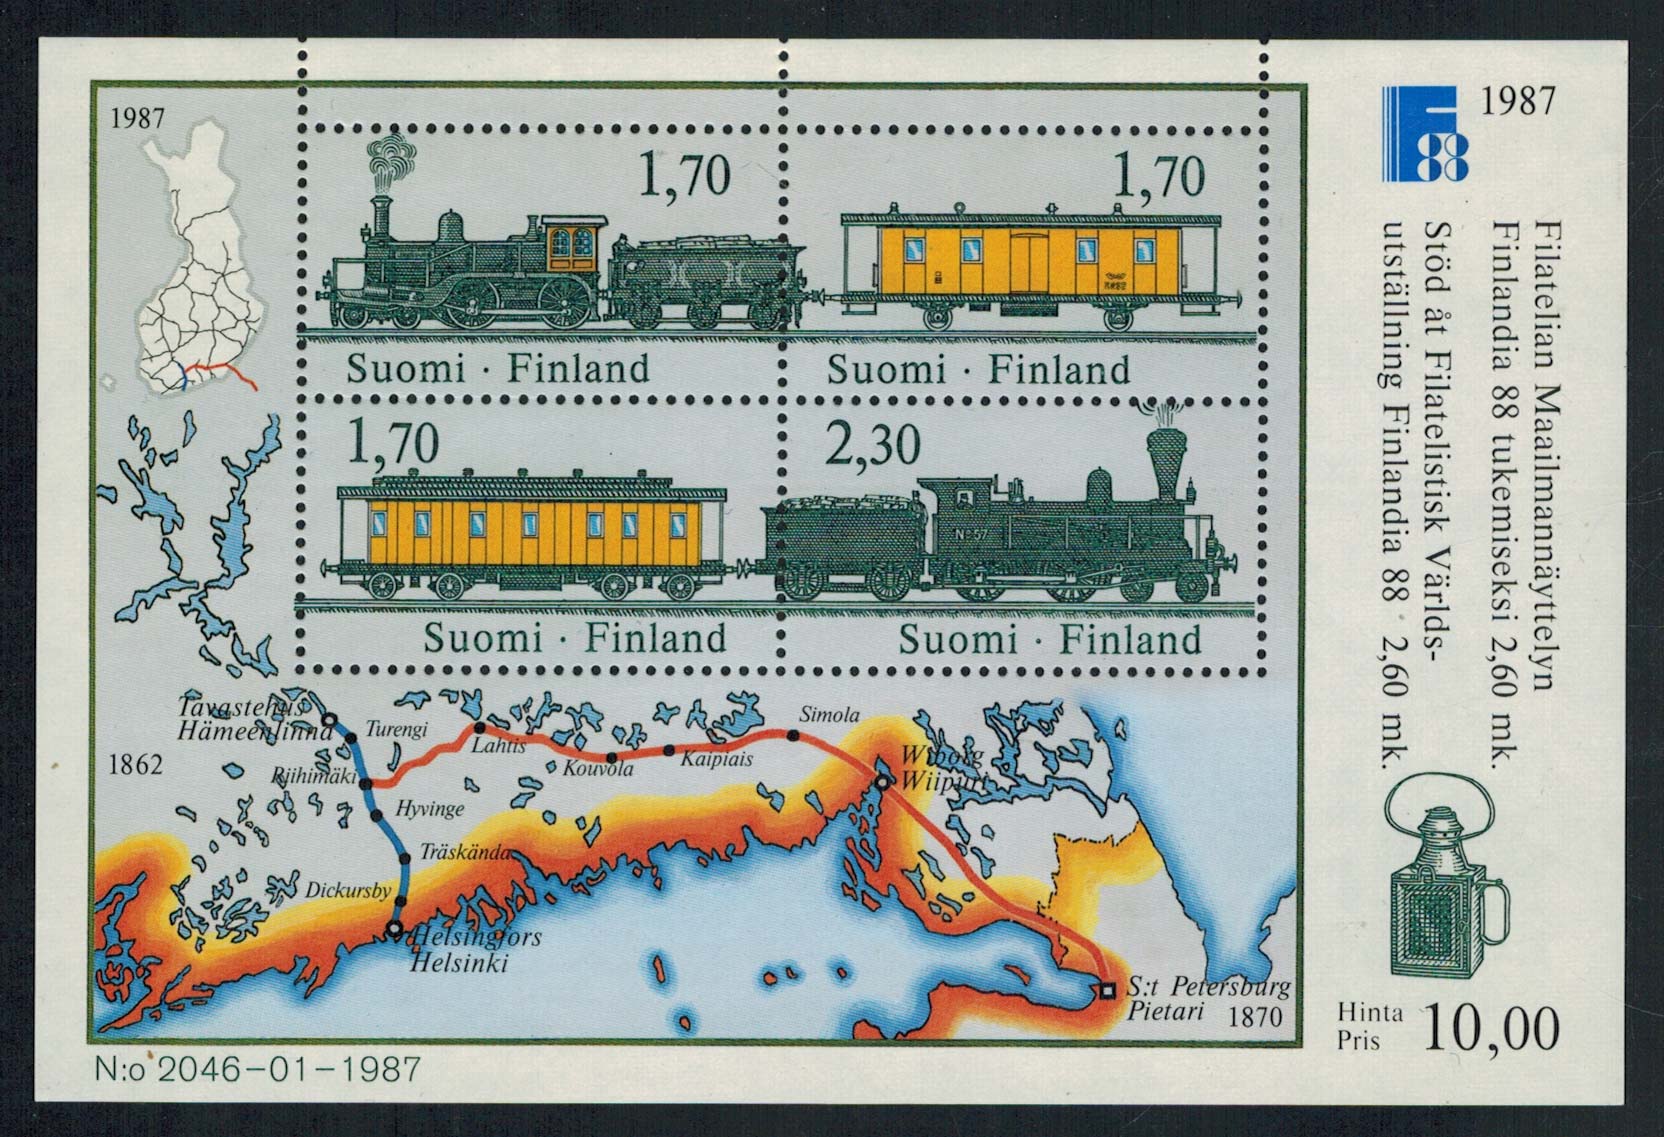 1987
1,70
1,70
Suomi · Finland
Suomi · Finland
1,70
2,30
Nº57
Suomi · Finland
Suomi · Finland
Tavastehus
Hämeenlinna
Turengi
Lahtis
Kouvola
Kaipiais
Simola
Wiborg
Wiipuri
1862
Riihimäki
Hyvinge
Träskända
Dickursby
Helsingfors
Helsinki
S:t Petersburg
Pietari
1870
N:o 2046-01-1987
F
88
1987
Filatelian Maailmannäyttelyn
Finlandia 88 tukemiseksi 2,60 mk.
Stöd åt Filatelistisk Världs-
utställning Finlandia 88 · 2,60 mk.
Hinta
Pris
10,00